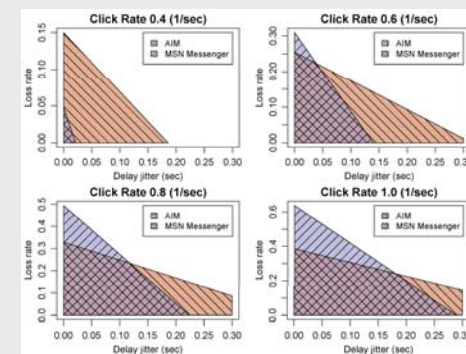 Click Rate 0.4 (1/sec)
Loss rate
0.00 0.05 0.10 0.15
AIM
MSN Messenger
0.00 0.05 0.10 0.15 0.20 0.25 0.30
Delay jitter (sec)
Click Rate 0.6 (1/sec)
Loss rate
0.00 0.10 0.20 0.30
AIM
MSN Messenger
0.00 0.05 0.10 0.15 0.20 0.25 0.30
Delay jitter (sec)
Click Rate 0.8 (1/sec)
Loss rate
0.0 0.1 0.2 0.3 0.4 0.5
AIM
MSN Messenger
0.00 0.05 0.10 0.15 0.20 0.25 0.30
Delay jitter (sec)
Click Rate 1.0 (1/sec)
Loss rate
0.0 0.2 0.4 0.6
AIM
MSN Messenger
0.00 0.05 0.10 0.15 0.20 0.25 0.30
Delay jitter (sec)